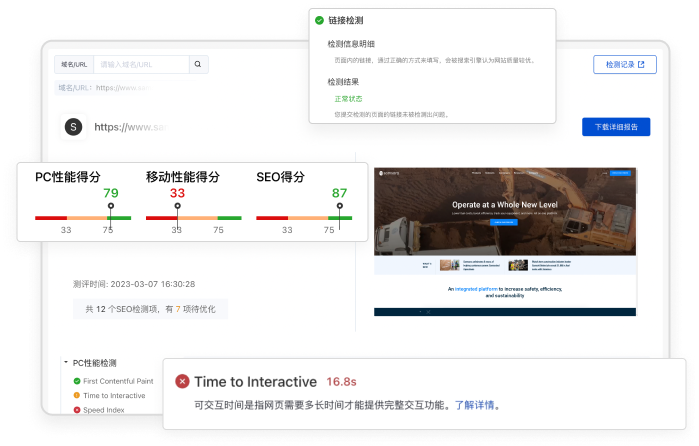 链接检测
检测信息明细
页面内的链接，通过正确的方式来填写，会被搜索引擎认为网站质量较低。
检测结果
正常状态
您提交检测的页面的链接未被检测出问题。
域名/URL 请输入域名/URL
检测记录
域名/URL： https://www.sa
S https://www.sa
下载详细报告
PC性能得分 移动性能得分 SEO得分
79 33 87
33 75 33 75 33 75
Operate at a Whole New Level
An integrated platform to increase safety, efficiency,
and sustainability
测评时间: 2023-03-07 16:30:28
共 12 个SEO检测项，有 7 项待优化
PC性能检测
First Contentful Paint
Time to Interactive
Speed Index
Time to Interactive 16.8s
可交互时间是指网页需要多长时间才能提供完整交互功能。了解详情。